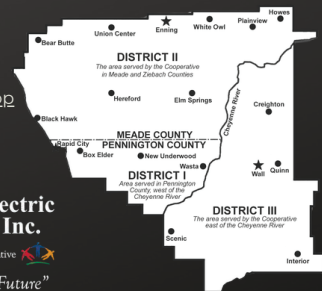 Howes
Enning
White Owl
Plainview
Union Center
Bear Butte
DISTRICT II
The area served by the Cooperative
in Meade and Ziebach Counties
Hereford
Elm Springs
Cheyenne River
Creighton
Black Hawk
MEADE COUNTY
PENNINGTON COUNTY
Rapid City
Box Elder
New Underwood
Wasta
Wall
Quinn
DISTRICT I
Area served in Pennington
County, west of the
Cheyenne River
DISTRICT III
The area served by the Cooperative
east of the Cheyenne River
Scenic
Interior
op
ectric
Inc.
ative
Future"